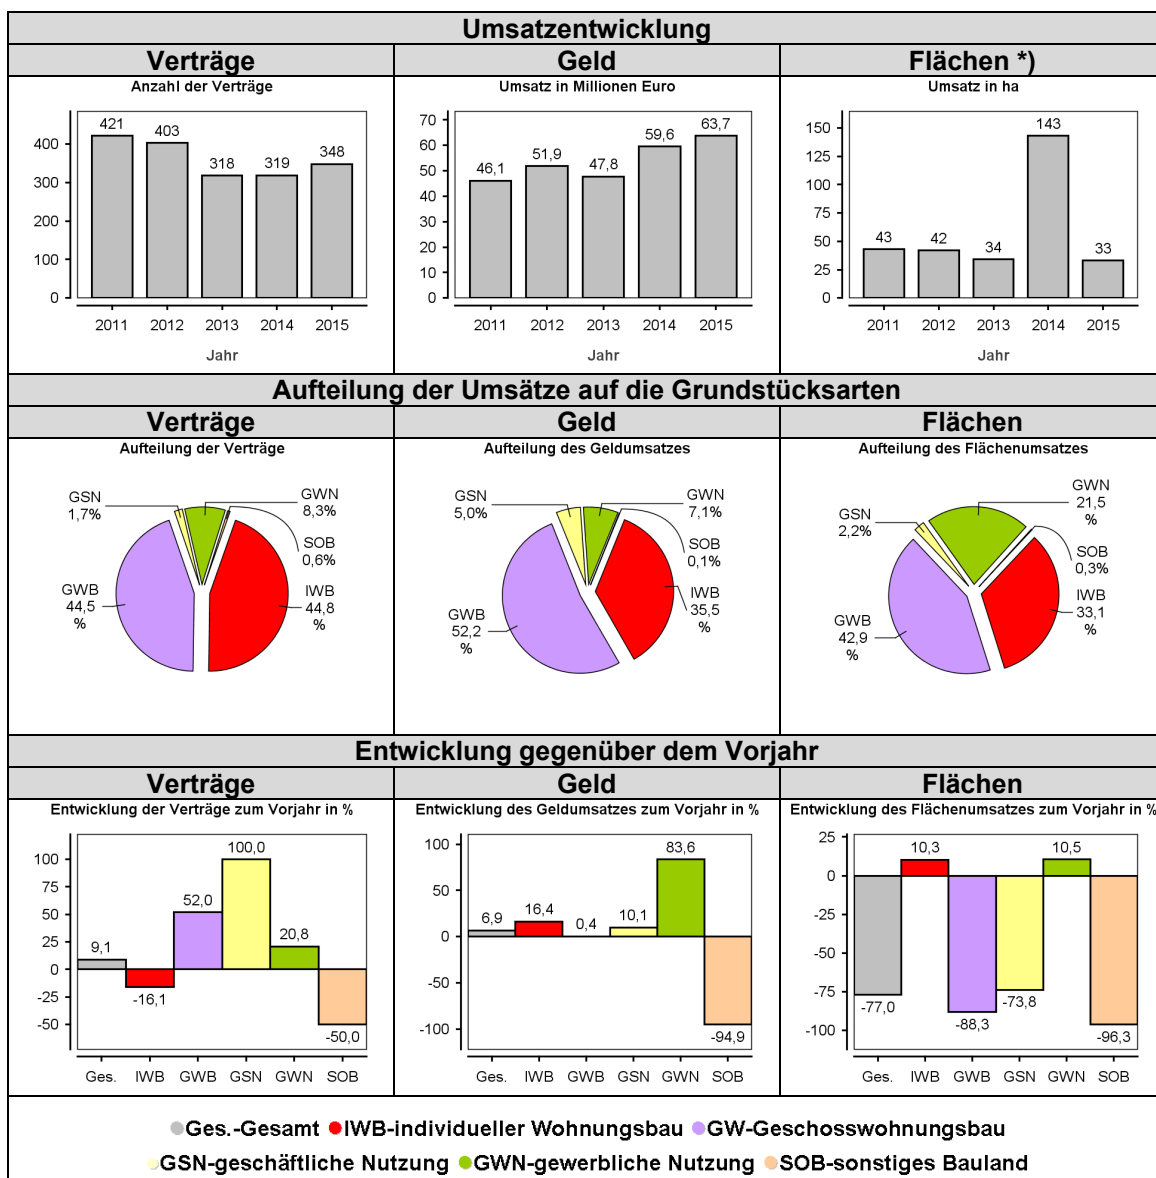 Umsatzentwicklung
Verträge
Geld
Flächen *)
Anzahl der Verträge
400
300
200
100
0
421
403
318
319
348
2011 2012 2013 2014 2015
Jahr
Umsatz in Millionen Euro
70
60
50
40
30
20
10
0
46,1
51,9
47,8
59,6
63,7
2011 2012 2013 2014 2015
Jahr
Umsatz in ha
150
125
100
75
50
25
0
43
42
34
143
33
2011 2012 2013 2014 2015
Jahr
Aufteilung der Umsätze auf die Grundstücksarten
Verträge
Geld
Flächen
Aufteilung der Verträge
GSN
1,7%
GWN
8,3%
SOB
0,6%
IWB
44,8
%
GWB
44,5
%
Aufteilung des Geldumsatzes
GSN
5,0%
GWN
7,1%
SOB
0,1%
IWB
35,5
%
GWB
52,2
%
Aufteilung des Flächenumsatzes
GWN
21,5
%
GSN
2,2%
SOB
0,3%
IWB
33,1
%
GWB
42,9
%
Entwicklung gegenüber dem Vorjahr
Verträge
Geld
Flächen
Entwicklung der Verträge zum Vorjahr in %
100
75
50
25
0
-25
-50
9,1
-16,1
52,0
100,0
20,8
-50,0
Ges. IWB GWB GSN GWN SOB
Entwicklung des Geldumsatzes zum Vorjahr in %
100
50
0
-50
-100
6,9
16,4
0,4
10,1
83,6
-94,9
Ges. IWB GWB GSN GWN SOB
Entwicklung des Flächenumsatzes zum Vorjahr in %
25
0
-25
-50
-75
-100
-77,0
10,3
-88,3
-73,8
10,5
-96,3
Ges. IWB GWB GSN GWN SOB
Ges.-Gesamt IWB-individueller Wohnungsbau GW-Geschosswohnungsbau
GSN-geschäftliche Nutzung GWN-gewerbliche Nutzung SOB-sonstiges Bauland